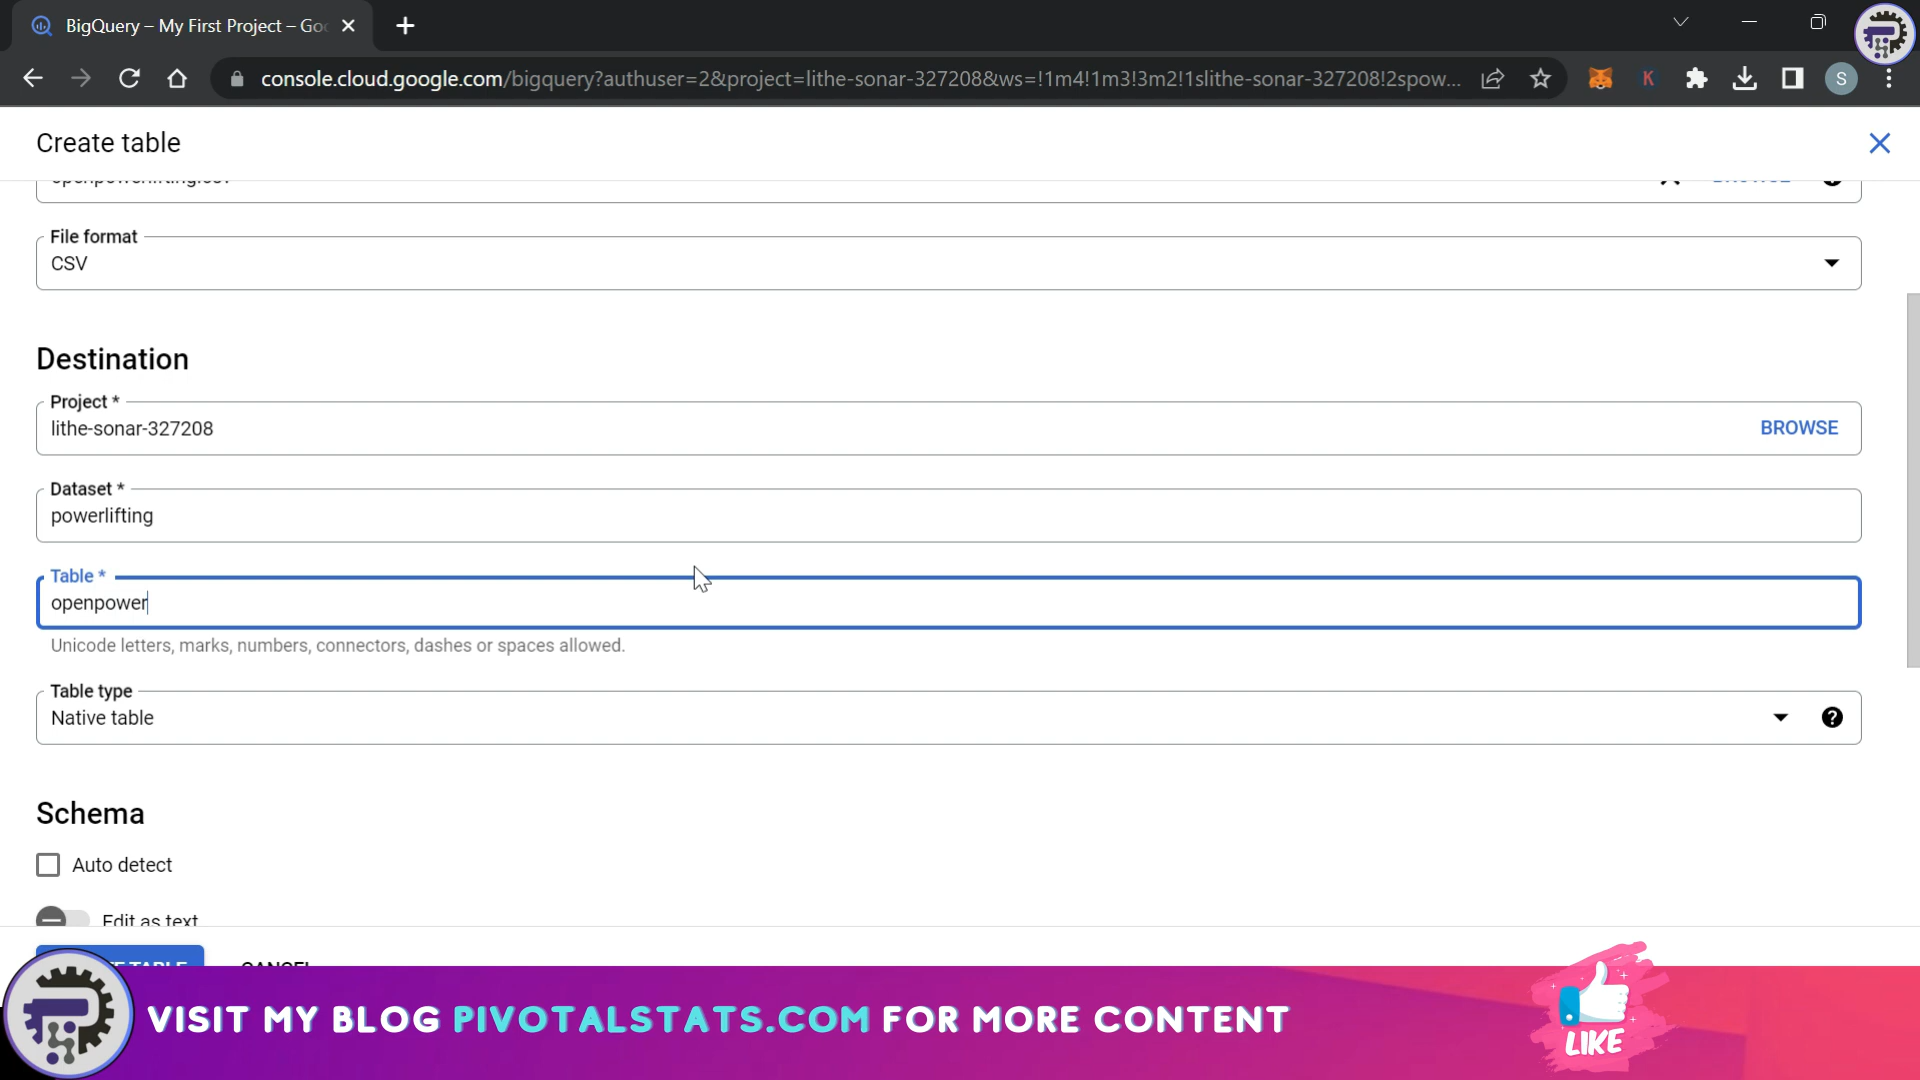 BigQuery – My First Project – Goo
console.cloud.google.com/bigquery?authuser=2&project=lithe-sonar-327208&ws=!1m4!1m3!3m2!1slithe-sonar-327208!2spow...
K
S
Create table
File format
CSV
Destination
Project *
lithe-sonar-327208
BROWSE
Dataset *
powerlifting
Table *
openpower
Unicode letters, marks, numbers, connectors, dashes or spaces allowed.
Table type
Native table
Schema
Auto detect
Edit as text
TABLE
CANCEL
VISIT MY BLOG PIVOTALSTATS.COM FOR MORE CONTENT
LIKE